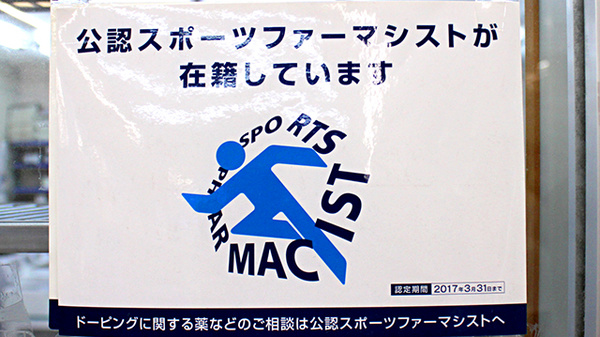 公認スポーツファーマシストが
在籍しています
SPORTS
PHARMACIST
認定期間 2017年3月31日まで
ドーピングに関する薬などのご相談は公認スポーツファーマシストへ